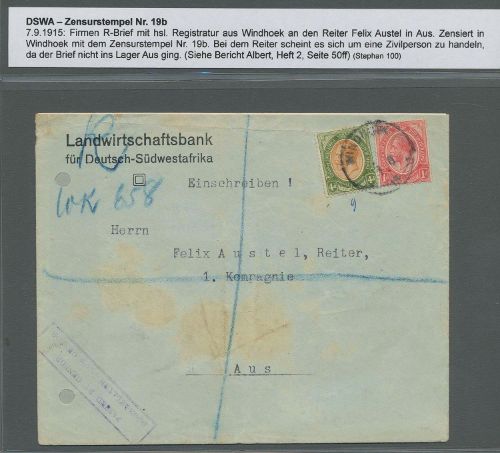 DSWA – Zensurstempel Nr. 19b
7.9.1915: Firmen R-Brief mit hsl. Registratur aus Windhoek an den Reiter Felix Austel in Aus. Zensiert in
Windhoek mit dem Zensurstempel Nr. 19b. Bei dem Reiter scheint es sich um eine Zivilperson zu handeln,
da der Brief nicht ins Lager Aus ging. (Siehe Bericht Albert, Heft 2, Seite 50ff) (Stephan 100)
Landwirtschaftsbank
für Deutsch-Südwestafrika
R
Einschreiben !
658
9
Herrn
Felix Austel, Reiter,
1. Kompagnie
Aus